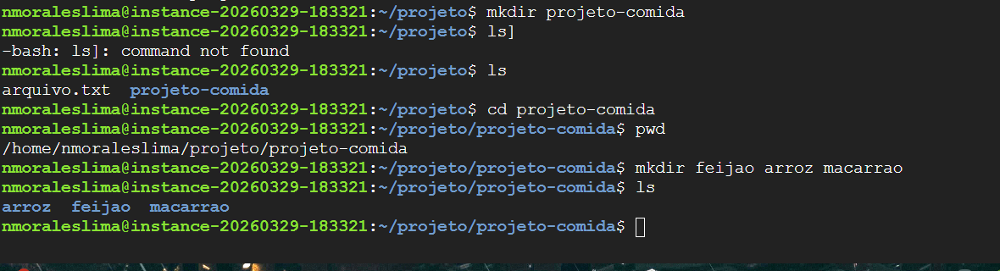 nmoraleslima@instance-20260329-183321:~/projeto$ mkdir projeto-comida
nmoraleslima@instance-20260329-183321:~/projeto$ ls]
-bash: ls]: command not found
nmoraleslima@instance-20260329-183321:~/projeto$ ls
arquivo.txt  projeto-comida
nmoraleslima@instance-20260329-183321:~/projeto$ cd projeto-comida
nmoraleslima@instance-20260329-183321:~/projeto/projeto-comida$ pwd
/home/nmoraleslima/projeto/projeto-comida
nmoraleslima@instance-20260329-183321:~/projeto/projeto-comida$ mkdir feijao arroz macarrao
nmoraleslima@instance-20260329-183321:~/projeto/projeto-comida$ ls
arroz  feijao  macarrao
nmoraleslima@instance-20260329-183321:~/projeto/projeto-comida$